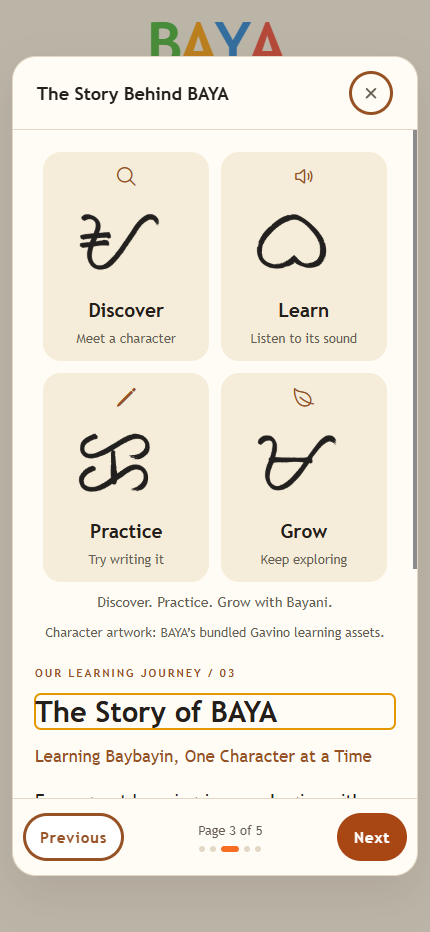 BAYA
The Story Behind BAYA
ᜎ
Discover
Meet a character
ᜊ
Learn
Listen to its sound
Practice
Try writing it
Grow
Keep exploring
Discover. Practice. Grow with Bayani.
Character artwork: BAYA's bundled Gavino learning assets.
OUR LEARNING JOURNEY / 03
The Story of BAYA
Learning Baybayin, One Character at a Time
Previous
Page 3 of 5
Next